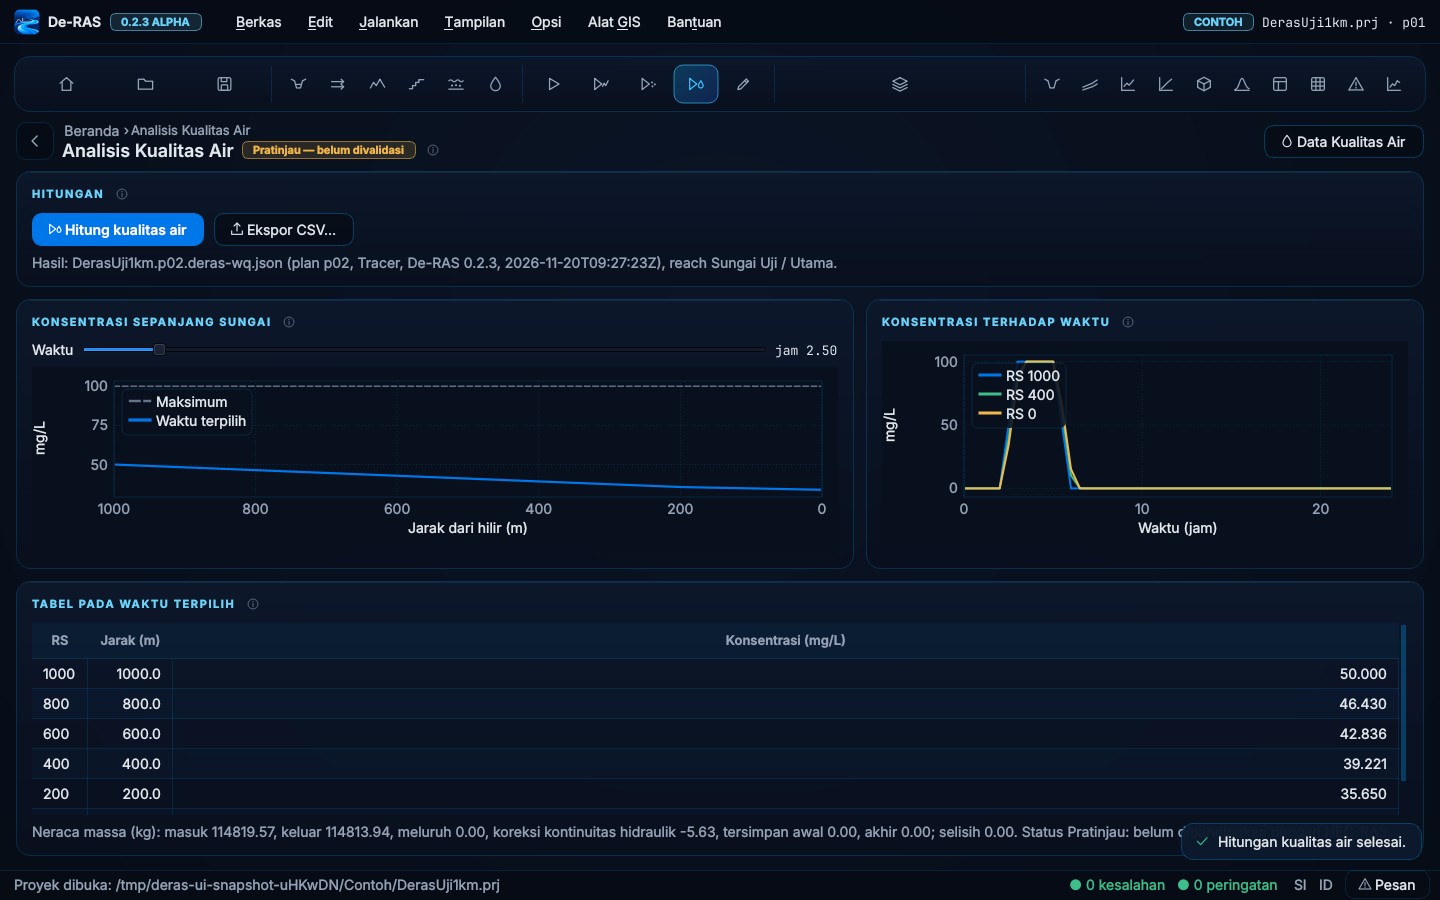 De-RAS 0.2.3 ALPHA Berkas Edit Jalankan Tampilan Opsi Alat GIS Bantuan CONTOH DerasUji1km.prj · p01
Beranda › Analisis Kualitas Air
Analisis Kualitas Air Pratinjau — belum divalidasi
Data Kualitas Air
HITUNGAN
Hitung kualitas air Ekspor CSV...
Hasil: DerasUji1km.p02.deras-wq.json (plan p02, Tracer, De-RAS 0.2.3, 2026-11-20T09:27:23Z), reach Sungai Uji / Utama.
KONSENTRASI SEPANJANG SUNGAI
Waktu jam 2.50
100
75
50
mg/L
Maksimum
Waktu terpilih
1000 800 600 400 200 0
Jarak dari hilir (m)
KONSENTRASI TERHADAP WAKTU
100
50
0
mg/L
RS 1000
RS 400
RS 0
0 10 20
Waktu (jam)
TABEL PADA WAKTU TERPILIH
RS Jarak (m) Konsentrasi (mg/L)
1000 1000.0 50.000
800 800.0 46.430
600 600.0 42.836
400 400.0 39.221
200 200.0 35.650
Neraca massa (kg): masuk 114819.57, keluar 114813.94, meluruh 0.00, koreksi kontinuitas hidraulik -5.63, tersimpan awal 0.00, akhir 0.00; selisih 0.00. Status Pratinjau: belum
Hitungan kualitas air selesai.
Proyek dibuka: /tmp/deras-ui-snapshot-uHKwDN/Contoh/DerasUji1km.prj 0 kesalahan 0 peringatan SI ID Pesan